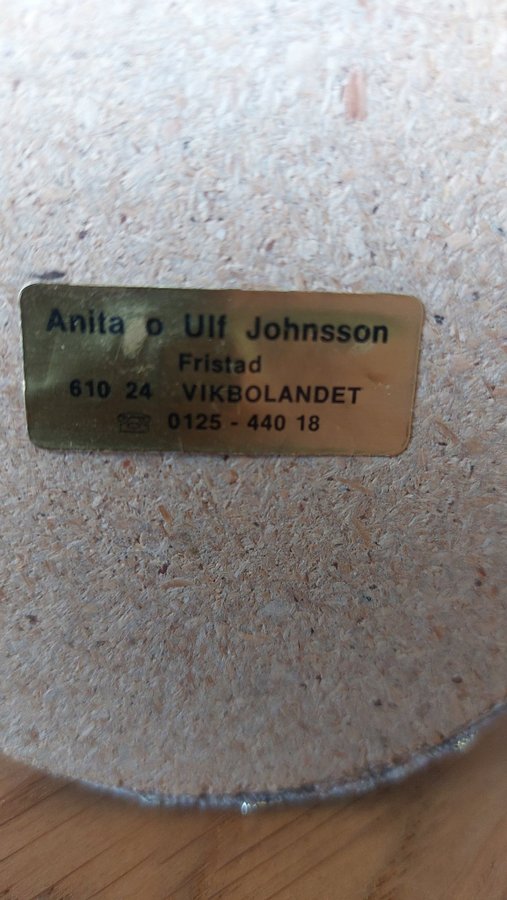 Anita o Ulf Johnsson
Fristad
610 24 VIKBOLANDET
☎ 0125 - 440 18